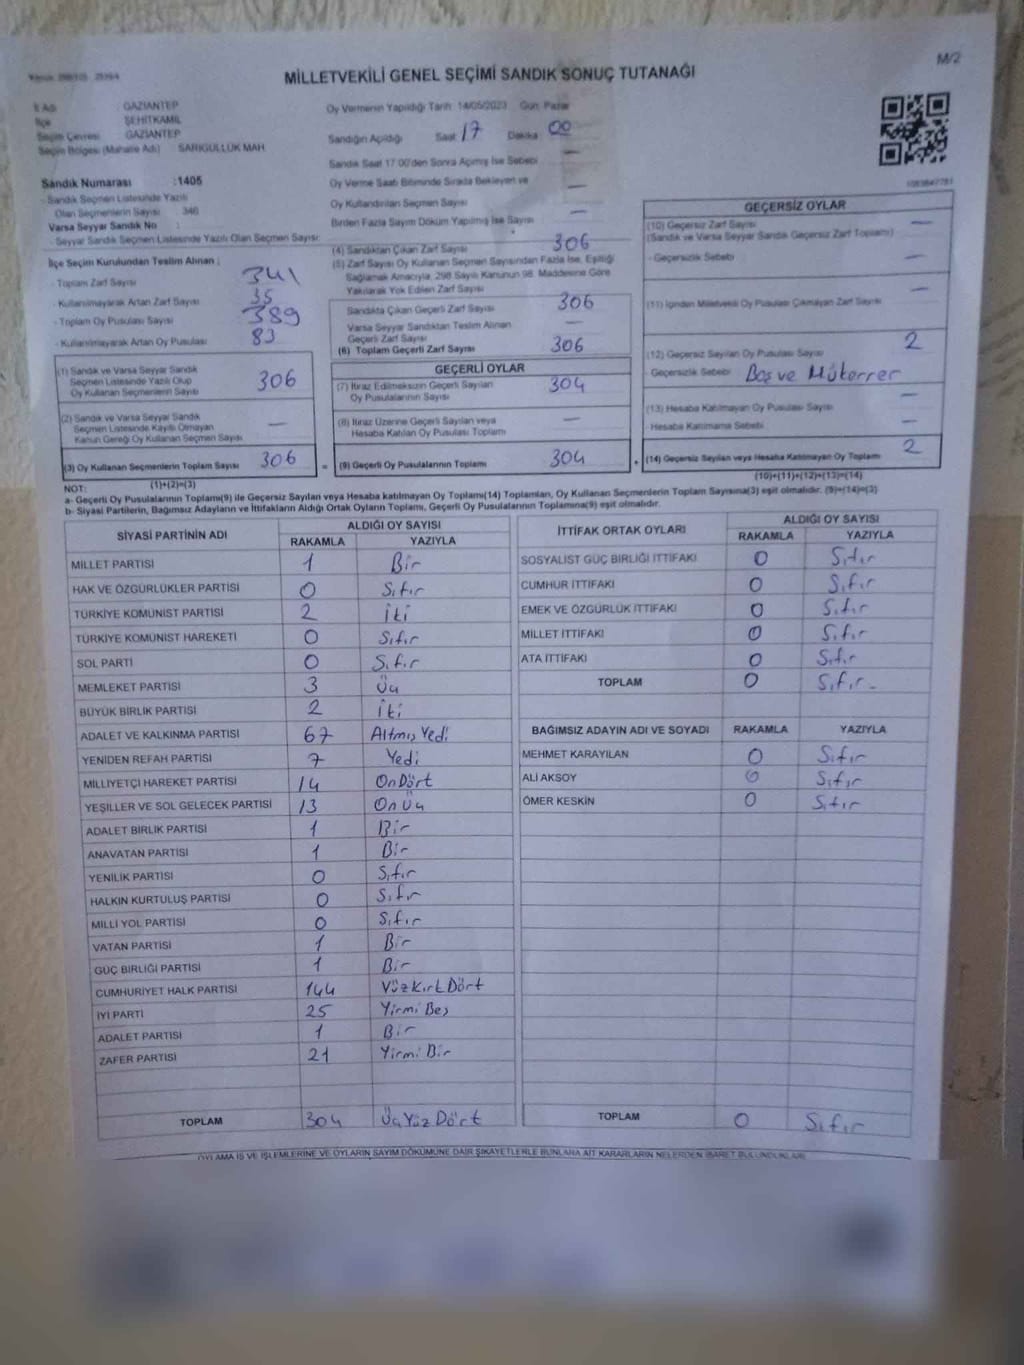 M/2
MİLLETVEKİLİ GENEL SEÇİMİ SANDIK SONUÇ TUTANAĞI
İl Adı GAZİANTEP
İlçe ŞEHİTKAMİL
Seçim Çevresi GAZİANTEP
Seçim Bölgesi (Mahalle Adı) SARIGÜLLÜK MAH
Sandık Numarası : 1405
Sandık Seçmen Listesinde Yazılı
Olan Seçmenlerin Sayısı 346
Varsa Seyyar Sandık No :
- Seyyar Sandık Seçmen Listesinde Yazılı Olan Seçmen Sayısı:
İlçe Seçim Kurulundan Teslim Alınan ;
- Toplam Zarf Sayısı 341
- Kullanılmayarak Artan Zarf Sayısı 35
- Toplam Oy Pusulası Sayısı 389
- Kullanılmayarak Artan Oy Pusulası 83
(1) Sandık ve Varsa Seyyar Sandık
Seçmen Listesinde Yazılı Olup
Oy Kullanan Seçmenlerin Sayısı 306
(2) Sandık ve Varsa Seyyar Sandık
Seçmen Listesinde Kayıtlı Olmayan
Kanun Gereği Oy Kullanan Seçmen Sayısı —
(3) Oy Kullanan Seçmenlerin Toplam Sayısı 306
(1)+(2)=(3)
Oy Vermenin Yapıldığı Tarih 14/05/2023 Gün: Pazar
Sandığın Açıldığı Saat 17 Dakika 00
Sandık Saat 17:00'den Sonra Açılmış İse Sebebi —
Oy Verme Saati Bitiminde Sırada Bekleyen ve
Oy Kullandırılan Seçmen Sayısı —
Birden Fazla Sayım Döküm Yapılmış İse Sayısı —
(4) Sandıktan Çıkan Zarf Sayısı 306
(5) Zarf Sayısı Oy Kullanan Seçmen Sayısından Fazla İse, Eşitliği
Sağlamak Amacıyla, 298 Sayılı Kanunun 98. Maddesine Göre
Yakılarak Yok Edilen Zarf Sayısı
Sandıkta Çıkan Geçerli Zarf Sayısı 306
Varsa Seyyar Sandıktan Teslim Alınan
Geçerli Zarf Sayısı —
(6) Toplam Geçerli Zarf Sayısı 306
GEÇERLİ OYLAR
(7) İtiraz Edilmeksizin Geçerli Sayılan
Oy Pusulalarının Sayısı 304
(8) İtiraz Üzerine Geçerli Sayılan veya
Hesaba Katılan Oy Pusulası Toplamı —
= (9) Geçerli Oy Pusulalarının Toplamı 304
GEÇERSİZ OYLAR
(10) Geçersiz Zarf Sayısı —
(Sandık ve Varsa Seyyar Sandık Geçersiz Zarf Toplamı)
- Geçersizlik Sebebi —
(11) İçinden Milletvekili Oy Pusulası Çıkmayan Zarf Sayısı —
(12) Geçersiz Sayılan Oy Pusulası Sayısı 2
- Geçersizlik Sebebi Boş ve Mükerrer
(13) Hesaba Katılmayan Oy Pusulası Sayısı —
- Hesaba Katılmama Sebebi —
+ (14) Geçersiz Sayılan veya Hesaba Katılmayan Oy Toplamı 2
(10)+(11)+(12)+(13)=(14)
NOT:
a- Geçerli Oy Pusulalarının Toplamı(9) ile Geçersiz Sayılan veya Hesaba katılmayan Oy Toplamı(14) Toplamları, Oy Kullanan Seçmenlerin Toplam Sayısına(3) eşit olmalıdır. (9)+(14)=(3)
b- Siyasi Partilerin, Bağımsız Adayların ve İttifakların Aldığı Ortak Oyların Toplamı, Geçerli Oy Pusulalarının Toplamına(9) eşit olmalıdır.
SİYASİ PARTİNİN ADI ALDIĞI OY SAYISI
RAKAMLA YAZIYLA
MİLLET PARTİSİ 1 Bir
HAK VE ÖZGÜRLÜKLER PARTİSİ 0 Sıfır
TÜRKİYE KOMÜNİST PARTİSİ 2 İki
TÜRKİYE KOMÜNİST HAREKETİ 0 Sıfır
SOL PARTİ 0 Sıfır
MEMLEKET PARTİSİ 3 Üç
BÜYÜK BİRLİK PARTİSİ 2 İki
ADALET VE KALKINMA PARTİSİ 67 Altmış Yedi
YENİDEN REFAH PARTİSİ 7 Yedi
MİLLİYETÇİ HAREKET PARTİSİ 14 On Dört
YEŞİLLER VE SOL GELECEK PARTİSİ 13 On Üç
ADALET BİRLİK PARTİSİ 1 Bir
ANAVATAN PARTİSİ 1 Bir
YENİLİK PARTİSİ 0 Sıfır
HALKIN KURTULUŞ PARTİSİ 0 Sıfır
MİLLİ YOL PARTİSİ 0 Sıfır
VATAN PARTİSİ 1 Bir
GÜÇ BİRLİĞİ PARTİSİ 1 Bir
CUMHURİYET HALK PARTİSİ 144 Yüz Kırk Dört
İYİ PARTİ 25 Yirmi Beş
ADALET PARTİSİ 1 Bir
ZAFER PARTİSİ 21 Yirmi Bir
TOPLAM 304 Üç Yüz Dört
İTTİFAK ORTAK OYLARI ALDIĞI OY SAYISI
RAKAMLA YAZIYLA
SOSYALİST GÜÇ BİRLİĞİ İTTİFAKI 0 Sıfır
CUMHUR İTTİFAKI 0 Sıfır
EMEK VE ÖZGÜRLÜK İTTİFAKI 0 Sıfır
MİLLET İTTİFAKI 0 Sıfır
ATA İTTİFAKI 0 Sıfır
TOPLAM 0 Sıfır
BAĞIMSIZ ADAYIN ADI VE SOYADI RAKAMLA YAZIYLA
MEHMET KARAYILAN 0 Sıfır
ALİ AKSOY 0 Sıfır
ÖMER KESKİN 0 Sıfır
TOPLAM 0 Sıfır
OYLAMA İŞ VE İŞLEMLERİNE VE OYLARIN SAYIM DÖKÜMÜNE DAİR ŞİKAYETLERLE BUNLARA AİT KARARLARIN NELERDEN İBARET BULUNDUKLARI